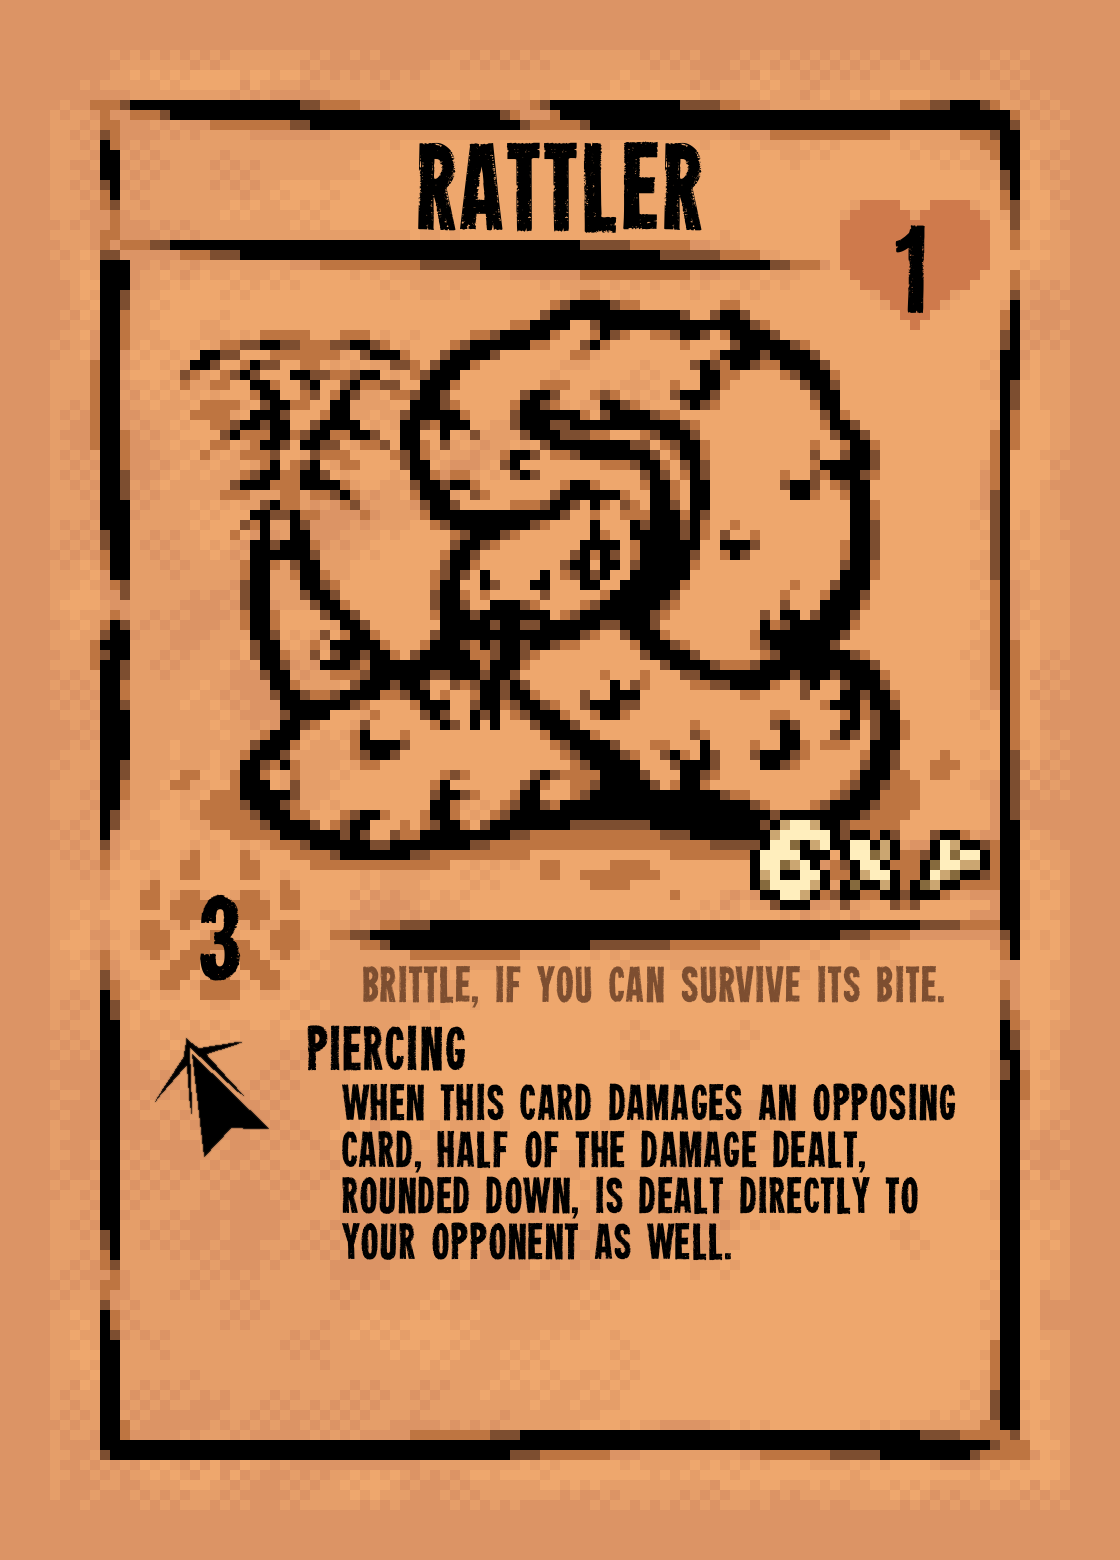 RATTLER
1
6X
3
BRITTLE, IF YOU CAN SURVIVE ITS BITE.
PIERCING
WHEN THIS CARD DAMAGES AN OPPOSING
CARD, HALF OF THE DAMAGE DEALT,
ROUNDED DOWN, IS DEALT DIRECTLY TO
YOUR OPPONENT AS WELL.